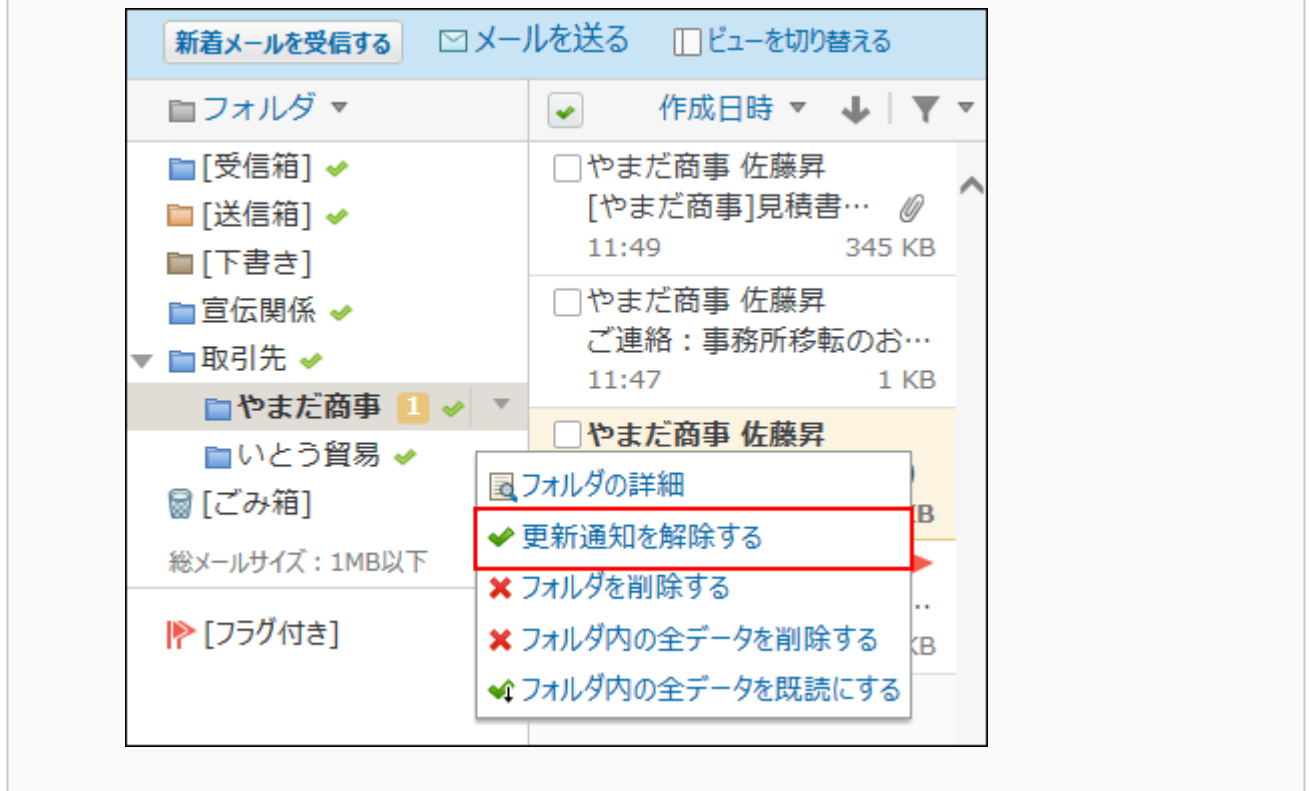 新着メールを受信する メールを送る ビューを切り替える
フォルダ
作成日時
[受信箱]
[送信箱]
[下書き]
宣伝関係
取引先
やまだ商事 1
いとう貿易
[ごみ箱]
総メールサイズ：1MB以下
[フラグ付き]
やまだ商事 佐藤昇
[やまだ商事]見積書…
11:49 345 KB
やまだ商事 佐藤昇
ご連絡：事務所移転のお…
11:47 1 KB
やまだ商事 佐藤昇
フォルダの詳細
更新通知を解除する
フォルダを削除する
フォルダ内の全データを削除する
フォルダ内の全データを既読にする